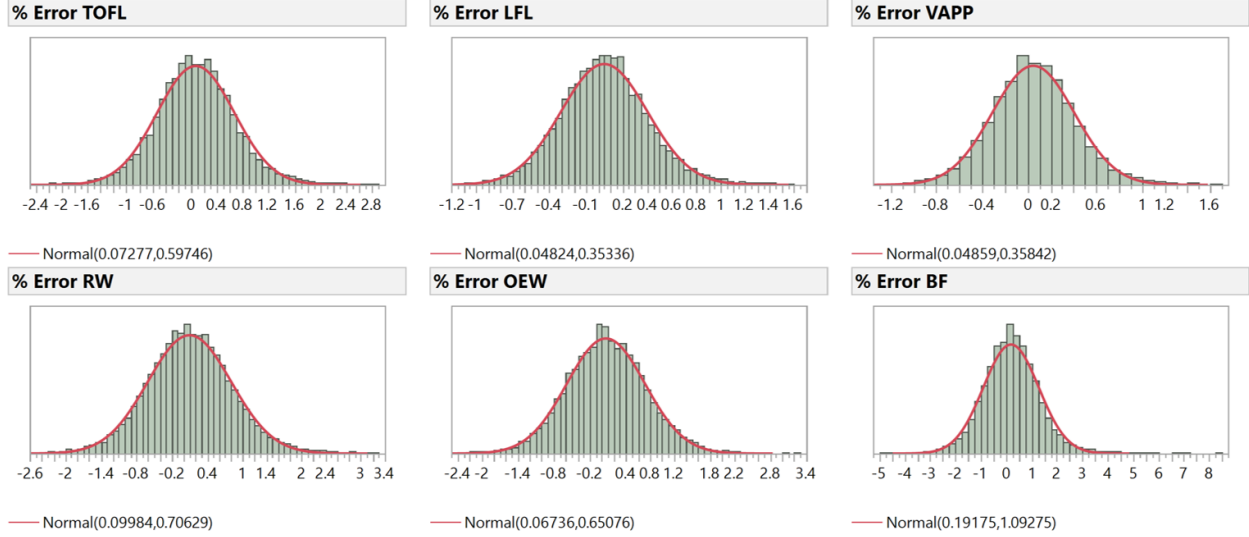 % Error TOFL
% Error LFL
% Error VAPP
-2.4 -2 -1.6 -1 -0.6 0 0.4 0.8 1.2 1.6 2 2.4 2.8
-1.2 -1 -0.7 -0.4 -0.1 0.2 0.4 0.6 0.8 1 1.2 1.4 1.6
-1.2 -0.8 -0.4 0 0.2 0.6 1 1.2 1.6
Normal(0.07277,0.59746)
Normal(0.04824,0.35336)
Normal(0.04859,0.35842)
% Error RW
% Error OEW
% Error BF
-2.6 -2 -1.4 -0.8 -0.2 0.4 1 1.4 2 2.4 3 3.4
-2.4 -2 -1.4 -0.8 -0.2 0.4 0.8 1.2 1.8 2.2 2.8 3.4
-5 -4 -3 -2 -1 0 1 2 3 4 5 6 7 8
Normal(0.09984,0.70629)
Normal(0.06736,0.65076)
Normal(0.19175,1.09275)